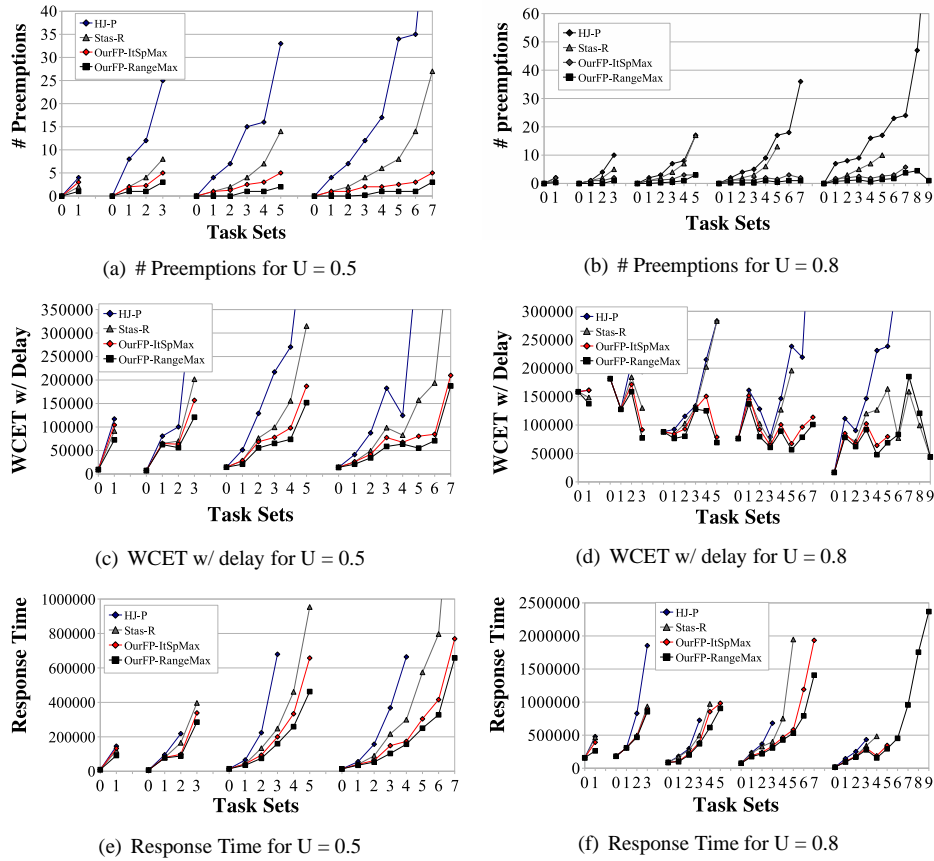 40
35
30
25
20
15
10
5
0
# Preemptions
HJ-P
Stas-R
OurFP-ItSpMax
OurFP-RangeMax
0 1 0 1 2 3 0 1 2 3 4 5 0 1 2 3 4 5 6 7
Task Sets
(a) # Preemptions for U = 0.5
60
50
40
30
20
10
0
# preemptions
HJ-P
Stas-R
OurFP-ItSpMax
OurFP-RangeMax
0 1 0 1 2 3 0 1 2 3 4 5 0 1 2 3 4 5 6 7 0 1 2 3 4 5 6 7 8 9
Task Sets
(b) # Preemptions for U = 0.8
350000
300000
250000
200000
150000
100000
50000
0
WCET w/ Delay
HJ-P
Stas-R
OurFP-ItSpMax
OurFP-RangeMax
0 1 0 1 2 3 0 1 2 3 4 5 0 1 2 3 4 5 6 7
Task Sets
(c) WCET w/ delay for U = 0.5
300000
250000
200000
150000
100000
50000
0
WCET w/ Delay
HJ-P
Stas-R
OurFP-ItSpMax
OurFP-RangeMax
0 1 0 1 2 3 0 1 2 3 4 5 0 1 2 3 4 5 6 7 0 1 2 3 4 5 6 7 8 9
Task Sets
(d) WCET w/ delay for U = 0.8
1000000
800000
600000
400000
200000
0
Response Time
HJ-P
Stas-R
OurFP-ItSpMax
OurFP-RangeMax
0 1 0 1 2 3 0 1 2 3 4 5 0 1 2 3 4 5 6 7
Task Sets
(e) Response Time for U = 0.5
2500000
2000000
1500000
1000000
500000
0
Response Time
HJ-P
Stas-R
OurFP-ItSpMax
OurFP-RangeMax
0 1 0 1 2 3 0 1 2 3 4 5 0 1 2 3 4 5 6 7 0 1 2 3 4 5 6 7 8 9
Task Sets
(f) Response Time for U = 0.8